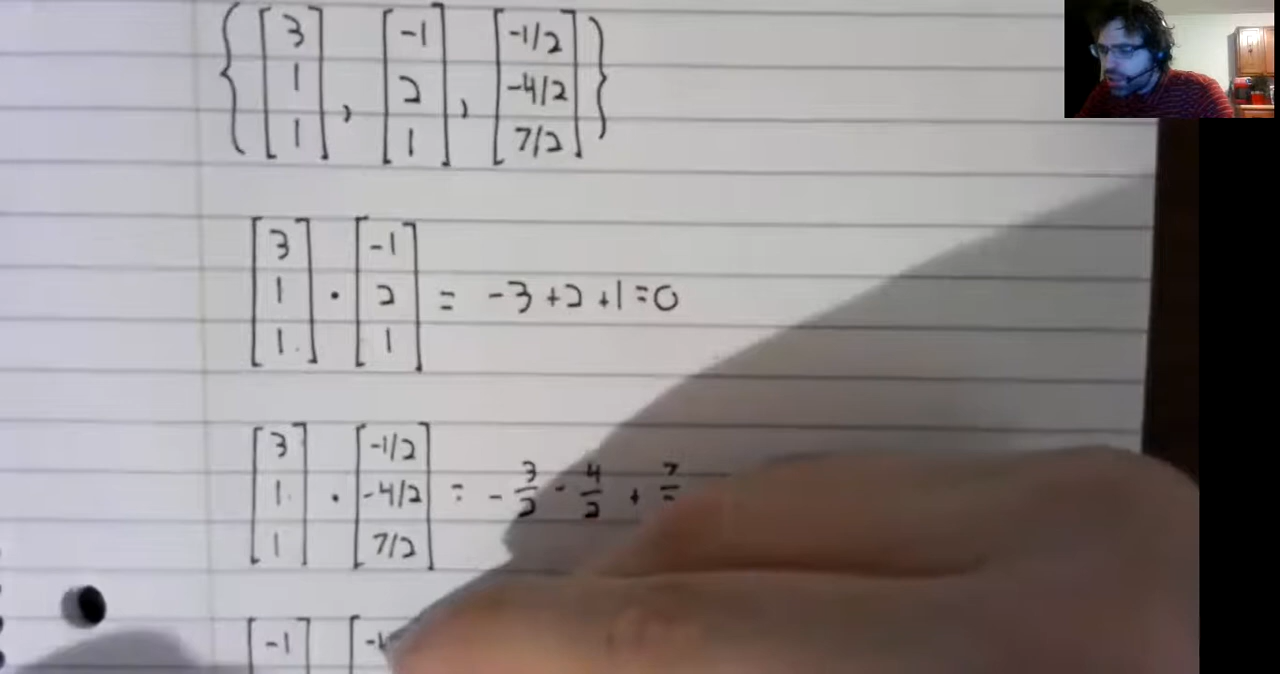 {[3 1 1], [-1 2 1], [-1/2 -4/2 7/2]}
[3 1 1] · [-1 2 1] = -3+2+1=0
[3 1 1] · [-1/2 -4/2 7/2] = - 3/2 - 4/2 + 7
[-1 [-1